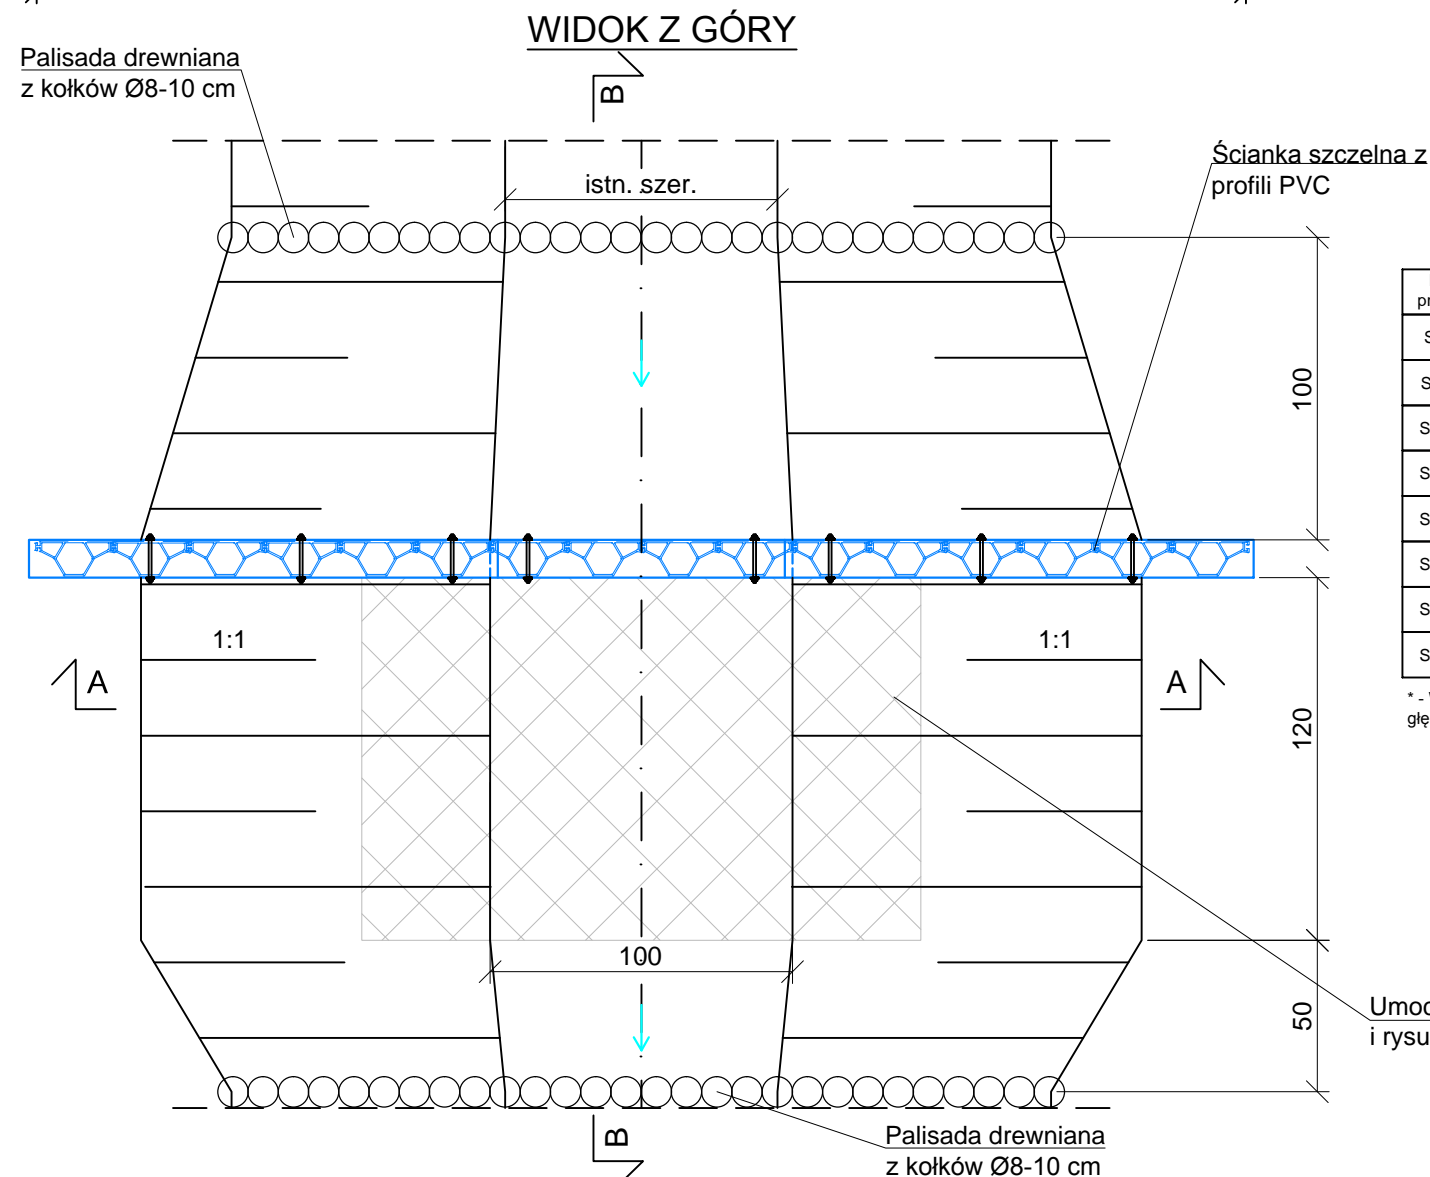 WIDOK Z GÓRY
Palisada drewniana
z kołków Ø8-10 cm
B
Ścianka szczelna z
profili PVC
istn. szer.
100
1:1
1:1
A
A
120
100
50
i rysu
B
Palisada drewniana
z kołków Ø8-10 cm